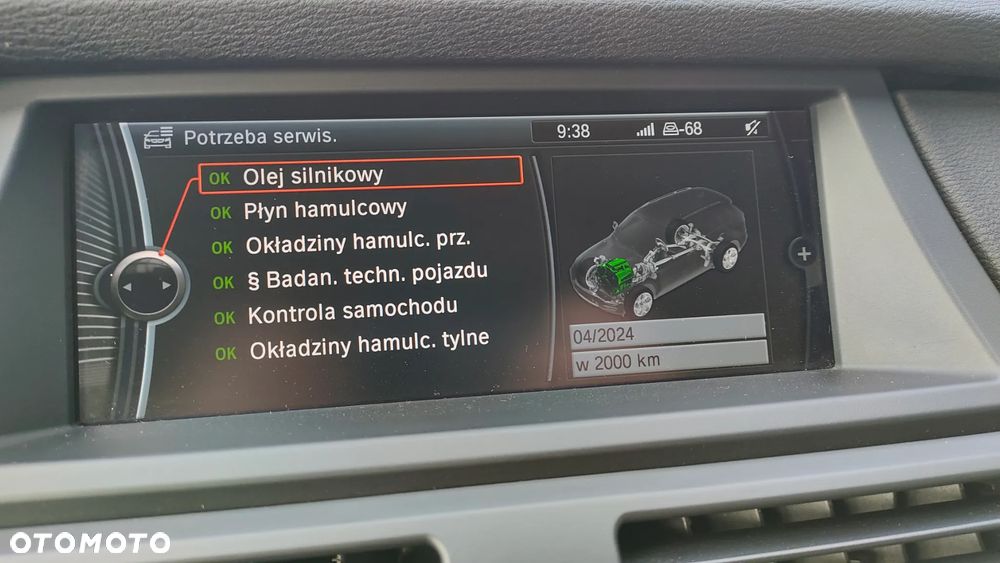 Potrzeba serwis.
9:38 -68
OK Olej silnikowy
OK Płyn hamulcowy
OK Okładziny hamulc. prz.
OK § Badan. techn. pojazdu
OK Kontrola samochodu
OK Okładziny hamulc. tylne
+
04/2024
w 2000 km
OTOMOTO